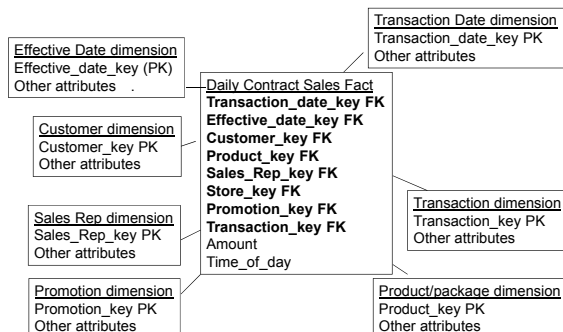 Transaction Date dimension
Transaction_date_key PK
Other attributes
Effective Date dimension
Effective_date_key (PK)
Other attributes .
Daily Contract Sales Fact
Transaction_date_key FK
Effective_date_key FK
Customer_key FK
Product_key FK
Sales_Rep_key FK
Store_key FK
Promotion_key FK
Transaction_key FK
Amount
Time_of_day
Customer dimension
Customer_key PK
Other attributes
Sales Rep dimension
Sales_Rep_key PK
Other attributes
Transaction dimension
Transaction_key PK
Other attributes
Promotion dimension
Promotion_key PK
Other attributes
Product/package dimension
Product_key PK
Other attributes